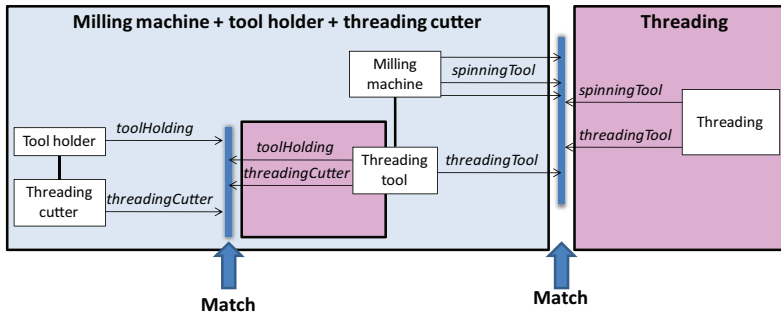 Milling machine + tool holder + threading cutter
Threading
Milling
machine
spinningTool
spinningTool
Tool holder
toolHolding
toolHolding
threadingCutter
Threading
tool
threadingTool
threadingTool
Threading
Threading
cutter
threadingCutter
Match
Match